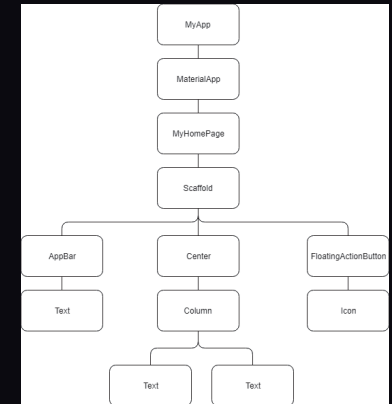 MyApp
MaterialApp
MyHomePage
Scaffold
AppBar
Center
FloatingActionButton
Text
Column
Icon
Text
Text